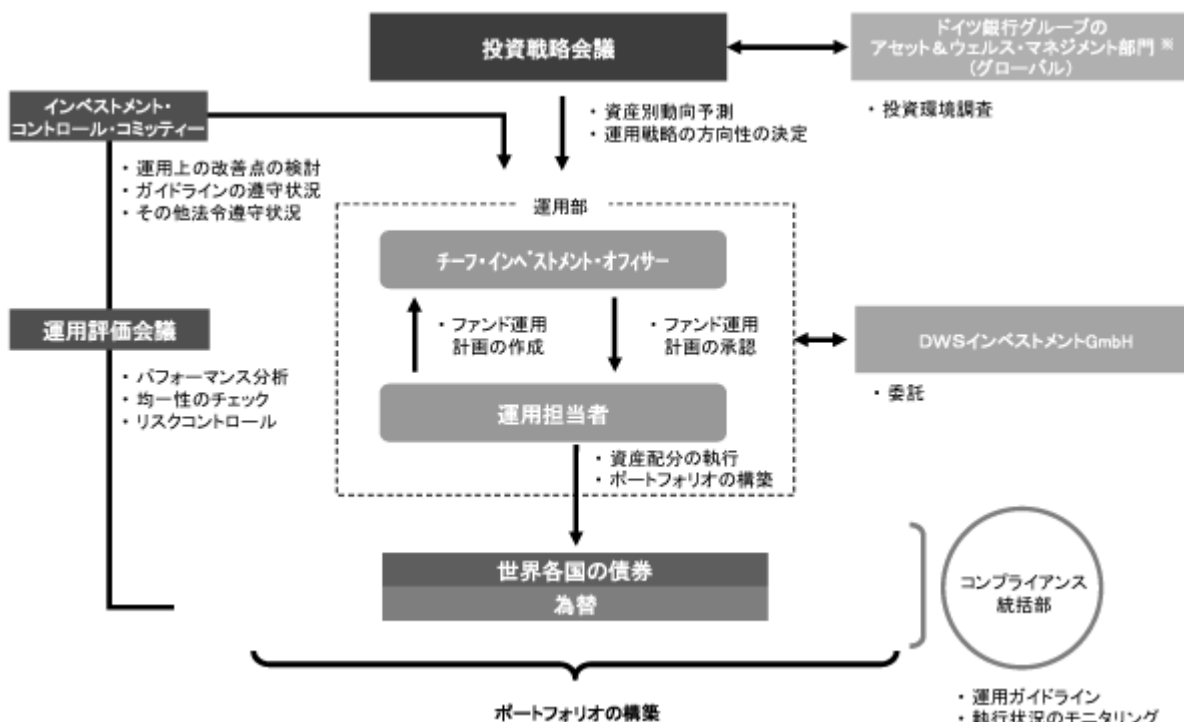 投資戦略会議
ドイツ銀行グループの
アセット&ウェルス・マネジメント部門※
(グローバル)
・投資環境調査
インベストメント・
コントロール・コミッティー
・運用上の改善点の検討
・ガイドラインの遵守状況
・その他法令遵守状況
・資産別動向予測
・運用戦略の方向性の決定
運用部
チーフ・インベストメント・オフィサー
・ファンド運用
計画の作成
・ファンド運用
計画の承認
運用評価会議
・パフォーマンス分析
・均一性のチェック
・リスクコントロール
DWSインベストメントGmbH
・委託
運用担当者
・資産配分の執行
・ポートフォリオの構築
世界各国の債券
為替
コンプライアンス
統括部
・運用ガイドライン
・執行状況のモニタリング
ポートフォリオの構築